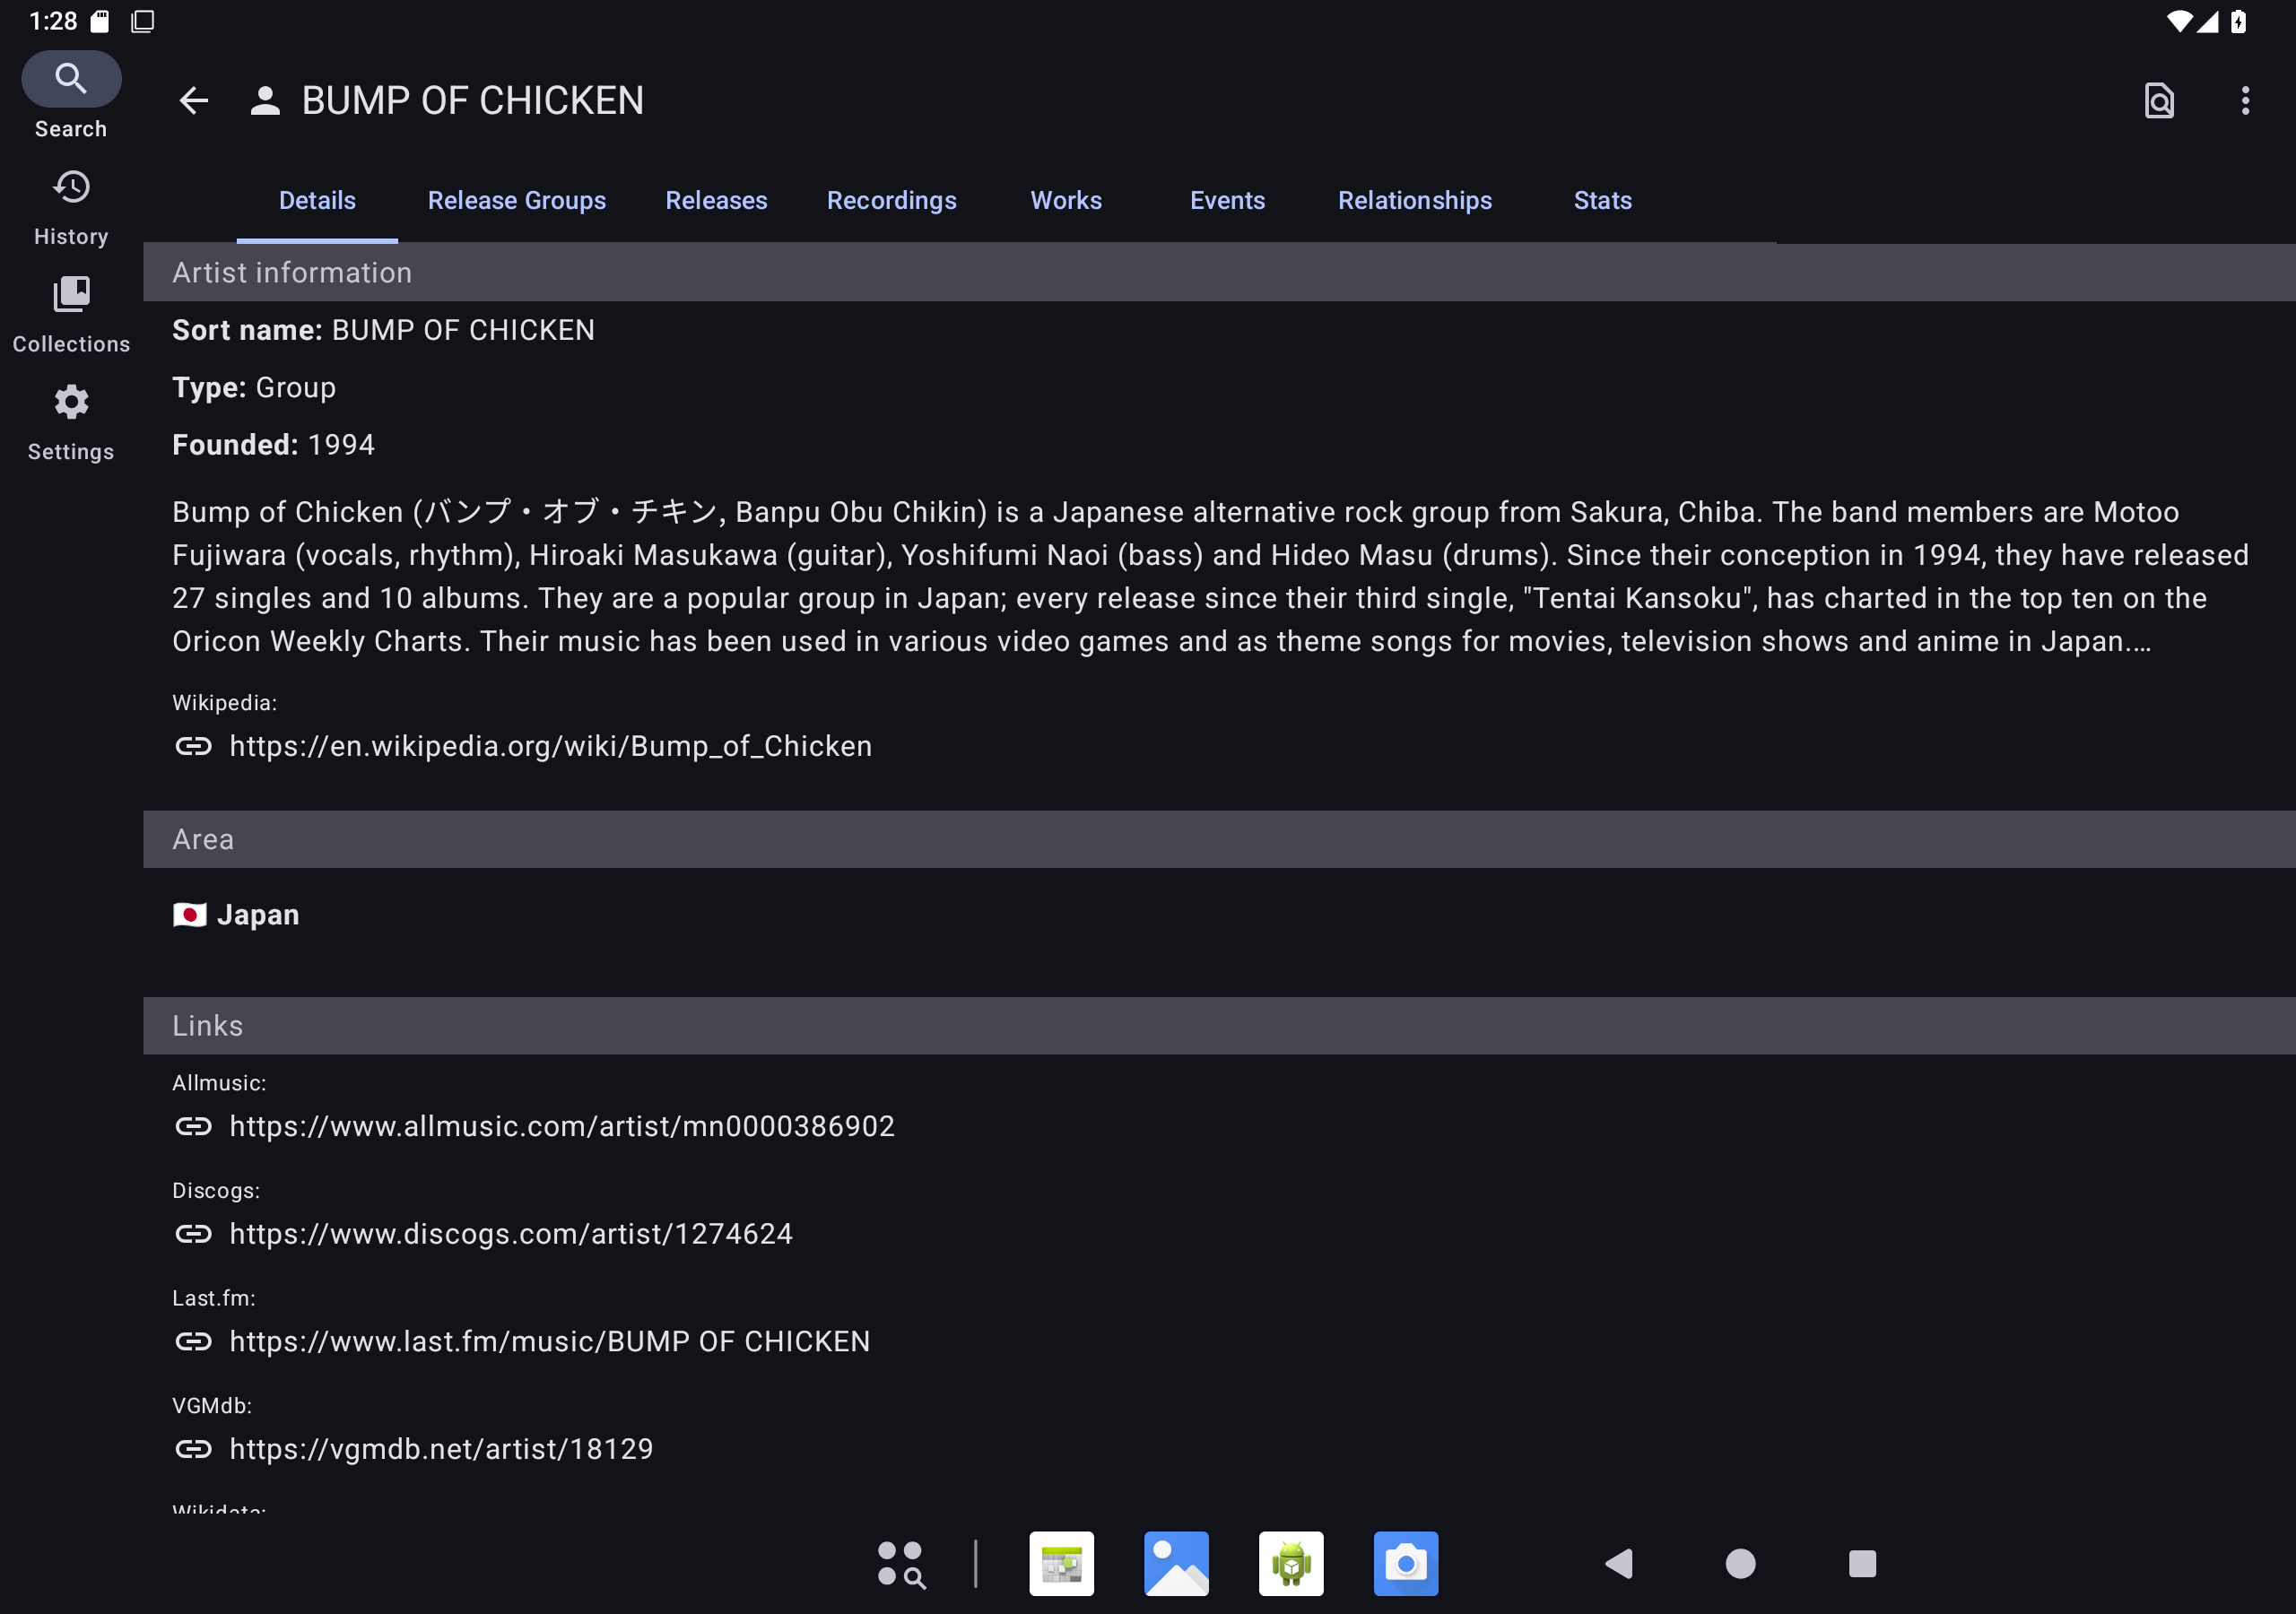 1:28
Search
History
Collections
Settings
BUMP OF CHICKEN
Details Release Groups Releases Recordings Works Events Relationships Stats
Artist information
Sort name: BUMP OF CHICKEN
Type: Group
Founded: 1994
Bump of Chicken (バンプ・オブ・チキン, Banpu Obu Chikin) is a Japanese alternative rock group from Sakura, Chiba. The band members are Motoo
Fujiwara (vocals, rhythm), Hiroaki Masukawa (guitar), Yoshifumi Naoi (bass) and Hideo Masu (drums). Since their conception in 1994, they have released
27 singles and 10 albums. They are a popular group in Japan; every release since their third single, "Tentai Kansoku", has charted in the top ten on the
Oricon Weekly Charts. Their music has been used in various video games and as theme songs for movies, television shows and anime in Japan.…
Wikipedia:
https://en.wikipedia.org/wiki/Bump_of_Chicken
Area
🇯🇵 Japan
Links
Allmusic:
https://www.allmusic.com/artist/mn0000386902
Discogs:
https://www.discogs.com/artist/1274624
Last.fm:
https://www.last.fm/music/BUMP OF CHICKEN
VGMdb:
https://vgmdb.net/artist/18129
Wikidata: